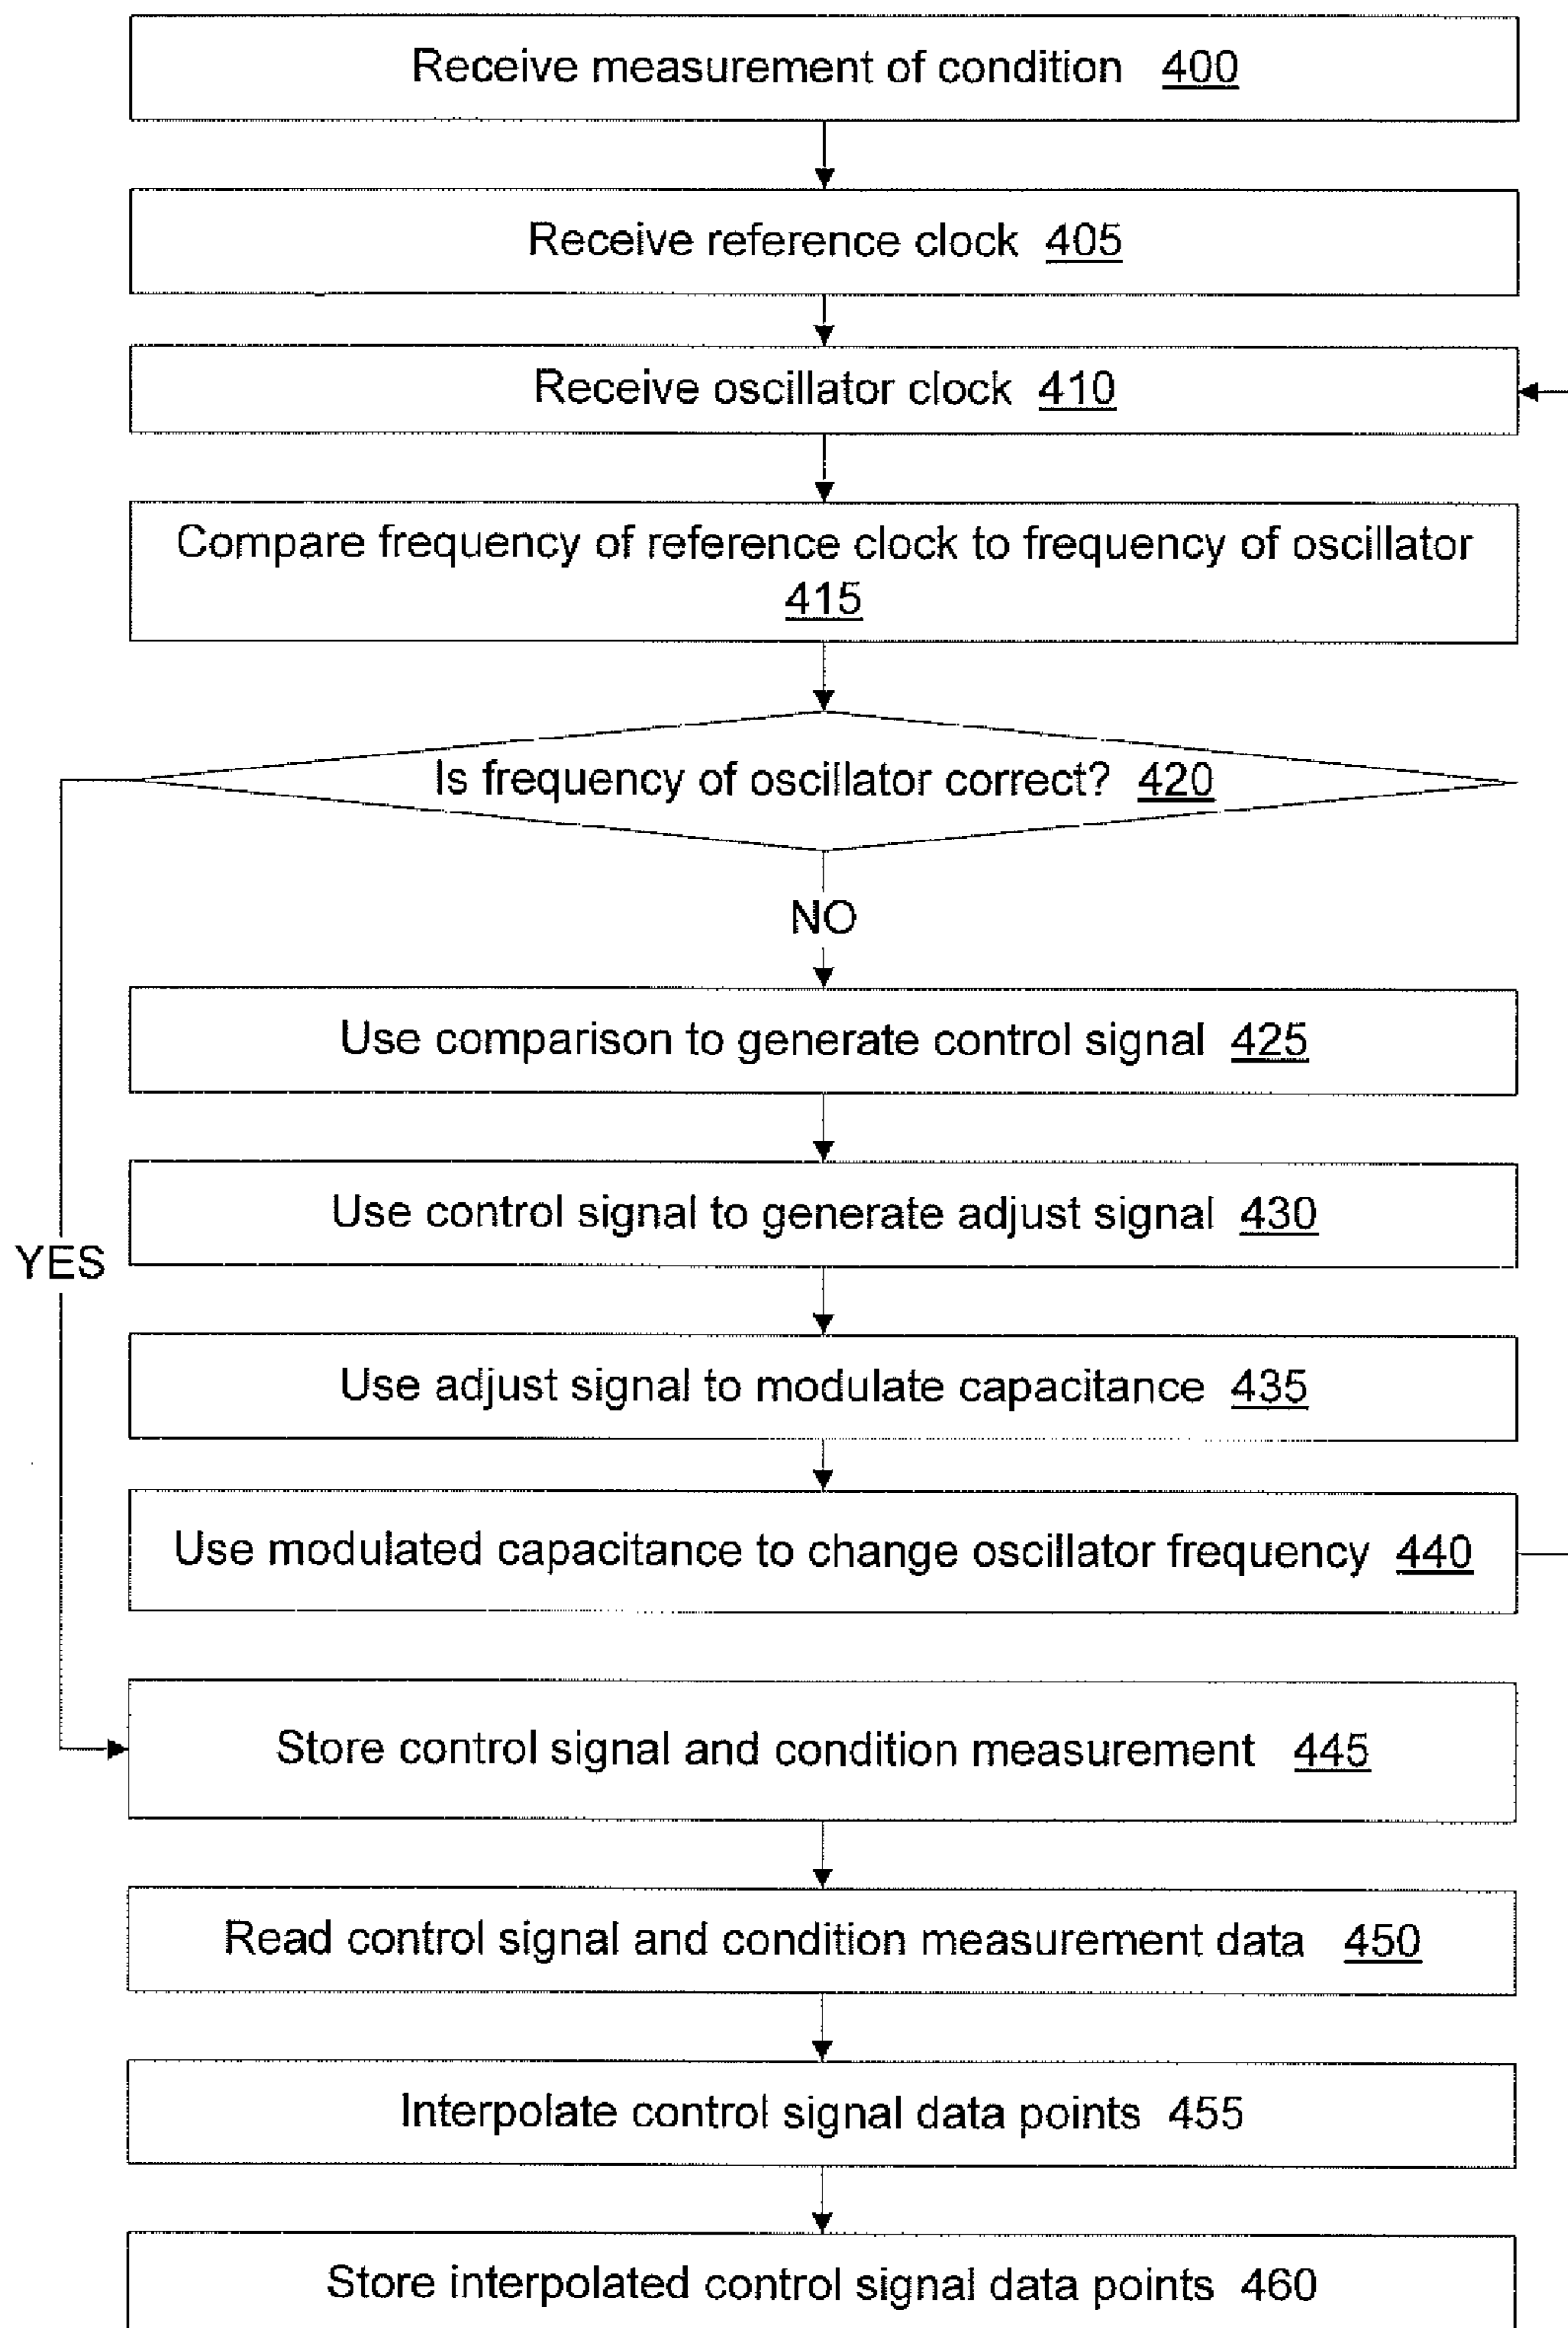 Receive measurement of condition 400
Receive reference clock 405
Receive oscillator clock 410
Compare frequency of reference clock to frequency of oscillator
415
Is frequency of oscillator correct? 420
NO
Use comparison to generate control signal 425
Use control signal to generate adjust signal 430
YES
Use adjust signal to modulate capacitance 435
Use modulated capacitance to change oscillator frequency 440
Store control signal and condition measurement 445
Read control signal and condition measurement data 450
Interpolate control signal data points 455
Store interpolated control signal data points 460